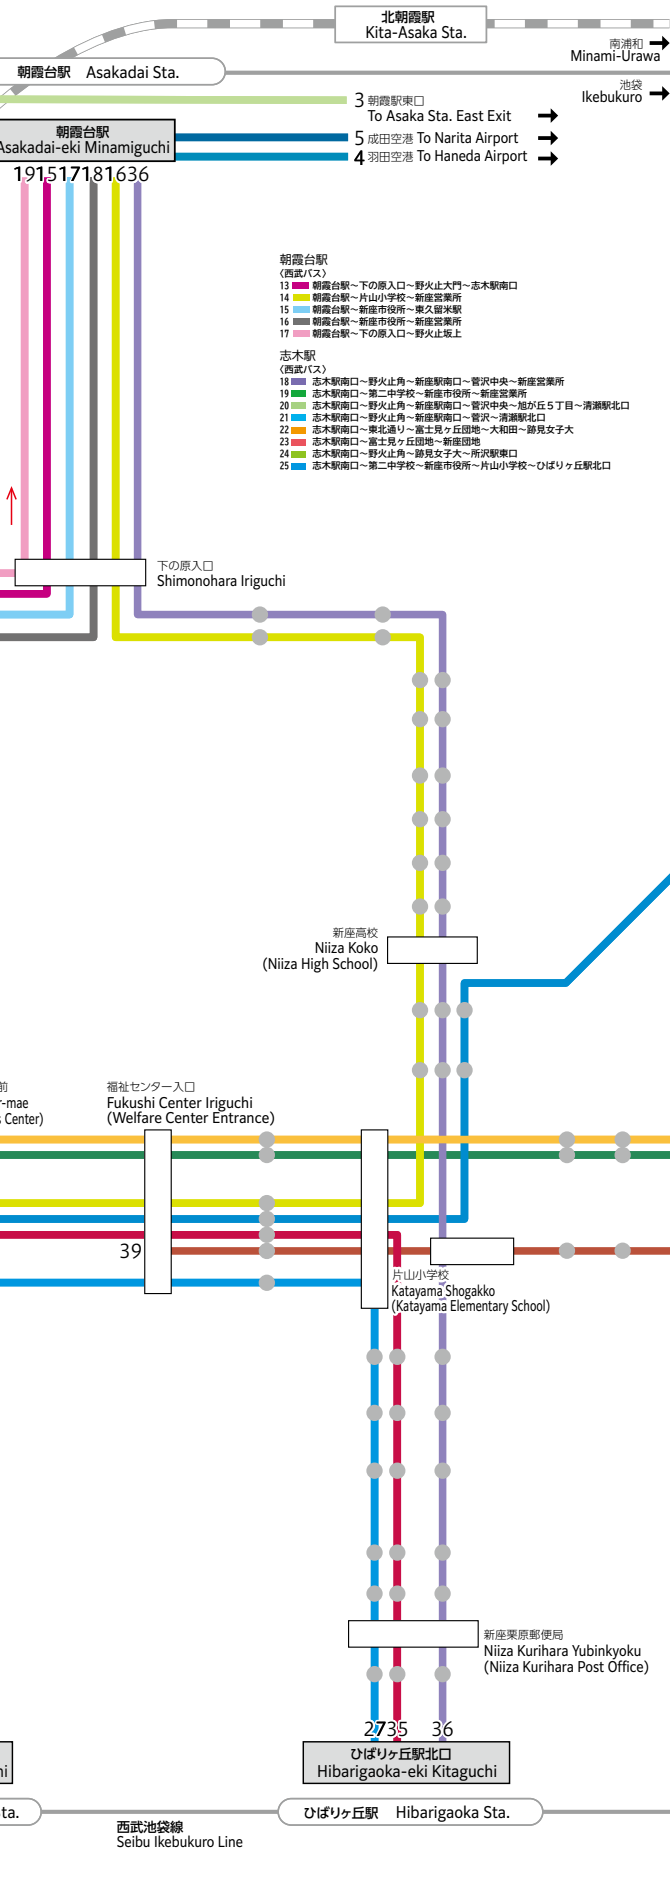 北朝霞駅
Kita-Asaka Sta.
南浦和
Minami-Urawa
朝霞台駅 Asakadai Sta.
池袋
Ikebukuro
3 朝霞駅東口
To Asaka Sta. East Exit
朝霞台駅
Asakadai-eki Minamiguchi
5 成田空港 To Narita Airport
4 羽田空港 To Haneda Airport
19 15 17 18 16 36
朝霞台駅
〈西武バス〉
13 朝霞台駅〜下の原入口〜野火止大門〜志木駅南口
14 朝霞台駅〜片山小学校〜新座営業所
15 朝霞台駅〜新座市役所〜東久留米駅
16 朝霞台駅〜新座市役所〜新座営業所
17 朝霞台駅〜下の原入口〜野火止坂上
志木駅
〈西武バス〉
18 志木駅南口〜野火止角〜新座駅南口〜菅沢中央〜新座営業所
19 志木駅南口〜第二中学校〜新座市役所〜新座営業所
20 志木駅南口〜野火止角〜新座駅南口〜菅沢中央〜旭が丘5丁目〜清瀬駅北口
21 志木駅南口〜野火止角〜新座駅南口〜菅沢〜清瀬駅北口
22 志木駅南口〜東北通り〜富士見ヶ丘団地〜大和田〜跡見女子大
23 志木駅南口〜富士見ヶ丘団地〜新座団地
24 志木駅南口〜野火止角〜跡見女子大〜所沢駅東口
25 志木駅南口〜第二中学校〜新座市役所〜片山小学校〜ひばりヶ丘駅北口
下の原入口
Shimonohara Iriguchi
新座高校
Niiza Koko
(Niiza High School)
前
r-mae
s Center)
福祉センター入口
Fukushi Center Iriguchi
(Welfare Center Entrance)
39
片山小学校
Katayama Shogakko
(Katayama Elementary School)
新座栗原郵便局
Niiza Kurihara Yubinkyoku
(Niiza Kurihara Post Office)
27 35 36
ひばりヶ丘駅北口
Hibarigaoka-eki Kitaguchi
hi
ta.
ひばりヶ丘駅 Hibarigaoka Sta.
西武池袋線
Seibu Ikebukuro Line